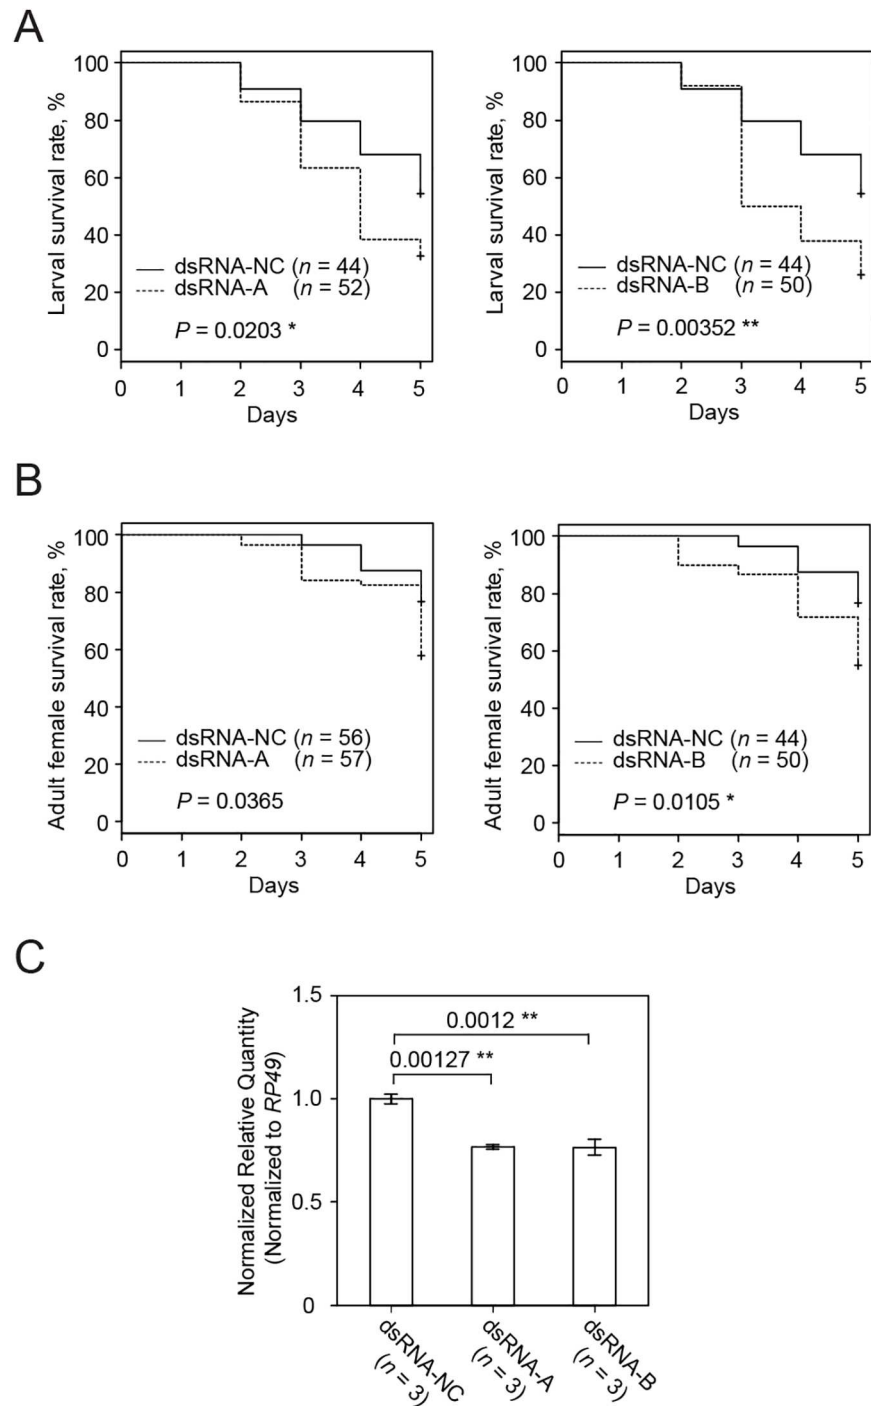 A
Larval survival rate, %
100
80
60
40
20
0
dsRNA-NC (n = 44)
dsRNA-A (n = 52)
P = 0.0203 *
0 1 2 3 4 5
Days
Larval survival rate, %
100
80
60
40
20
0
dsRNA-NC (n = 44)
dsRNA-B (n = 50)
P = 0.00352 **
0 1 2 3 4 5
Days
B
Adult female survival rate, %
100
80
60
40
20
0
dsRNA-NC (n = 56)
dsRNA-A (n = 57)
P = 0.0365
0 1 2 3 4 5
Days
Adult female survival rate, %
100
80
60
40
20
0
dsRNA-NC (n = 44)
dsRNA-B (n = 50)
P = 0.0105 *
0 1 2 3 4 5
Days
C
Normalized Relative Quantity
(Normalized to RP49)
1.5
1.0
0.5
0
0.0012 **
0.00127 **
dsRNA-NC
(n = 3)
dsRNA-A
(n = 3)
dsRNA-B
(n = 3)